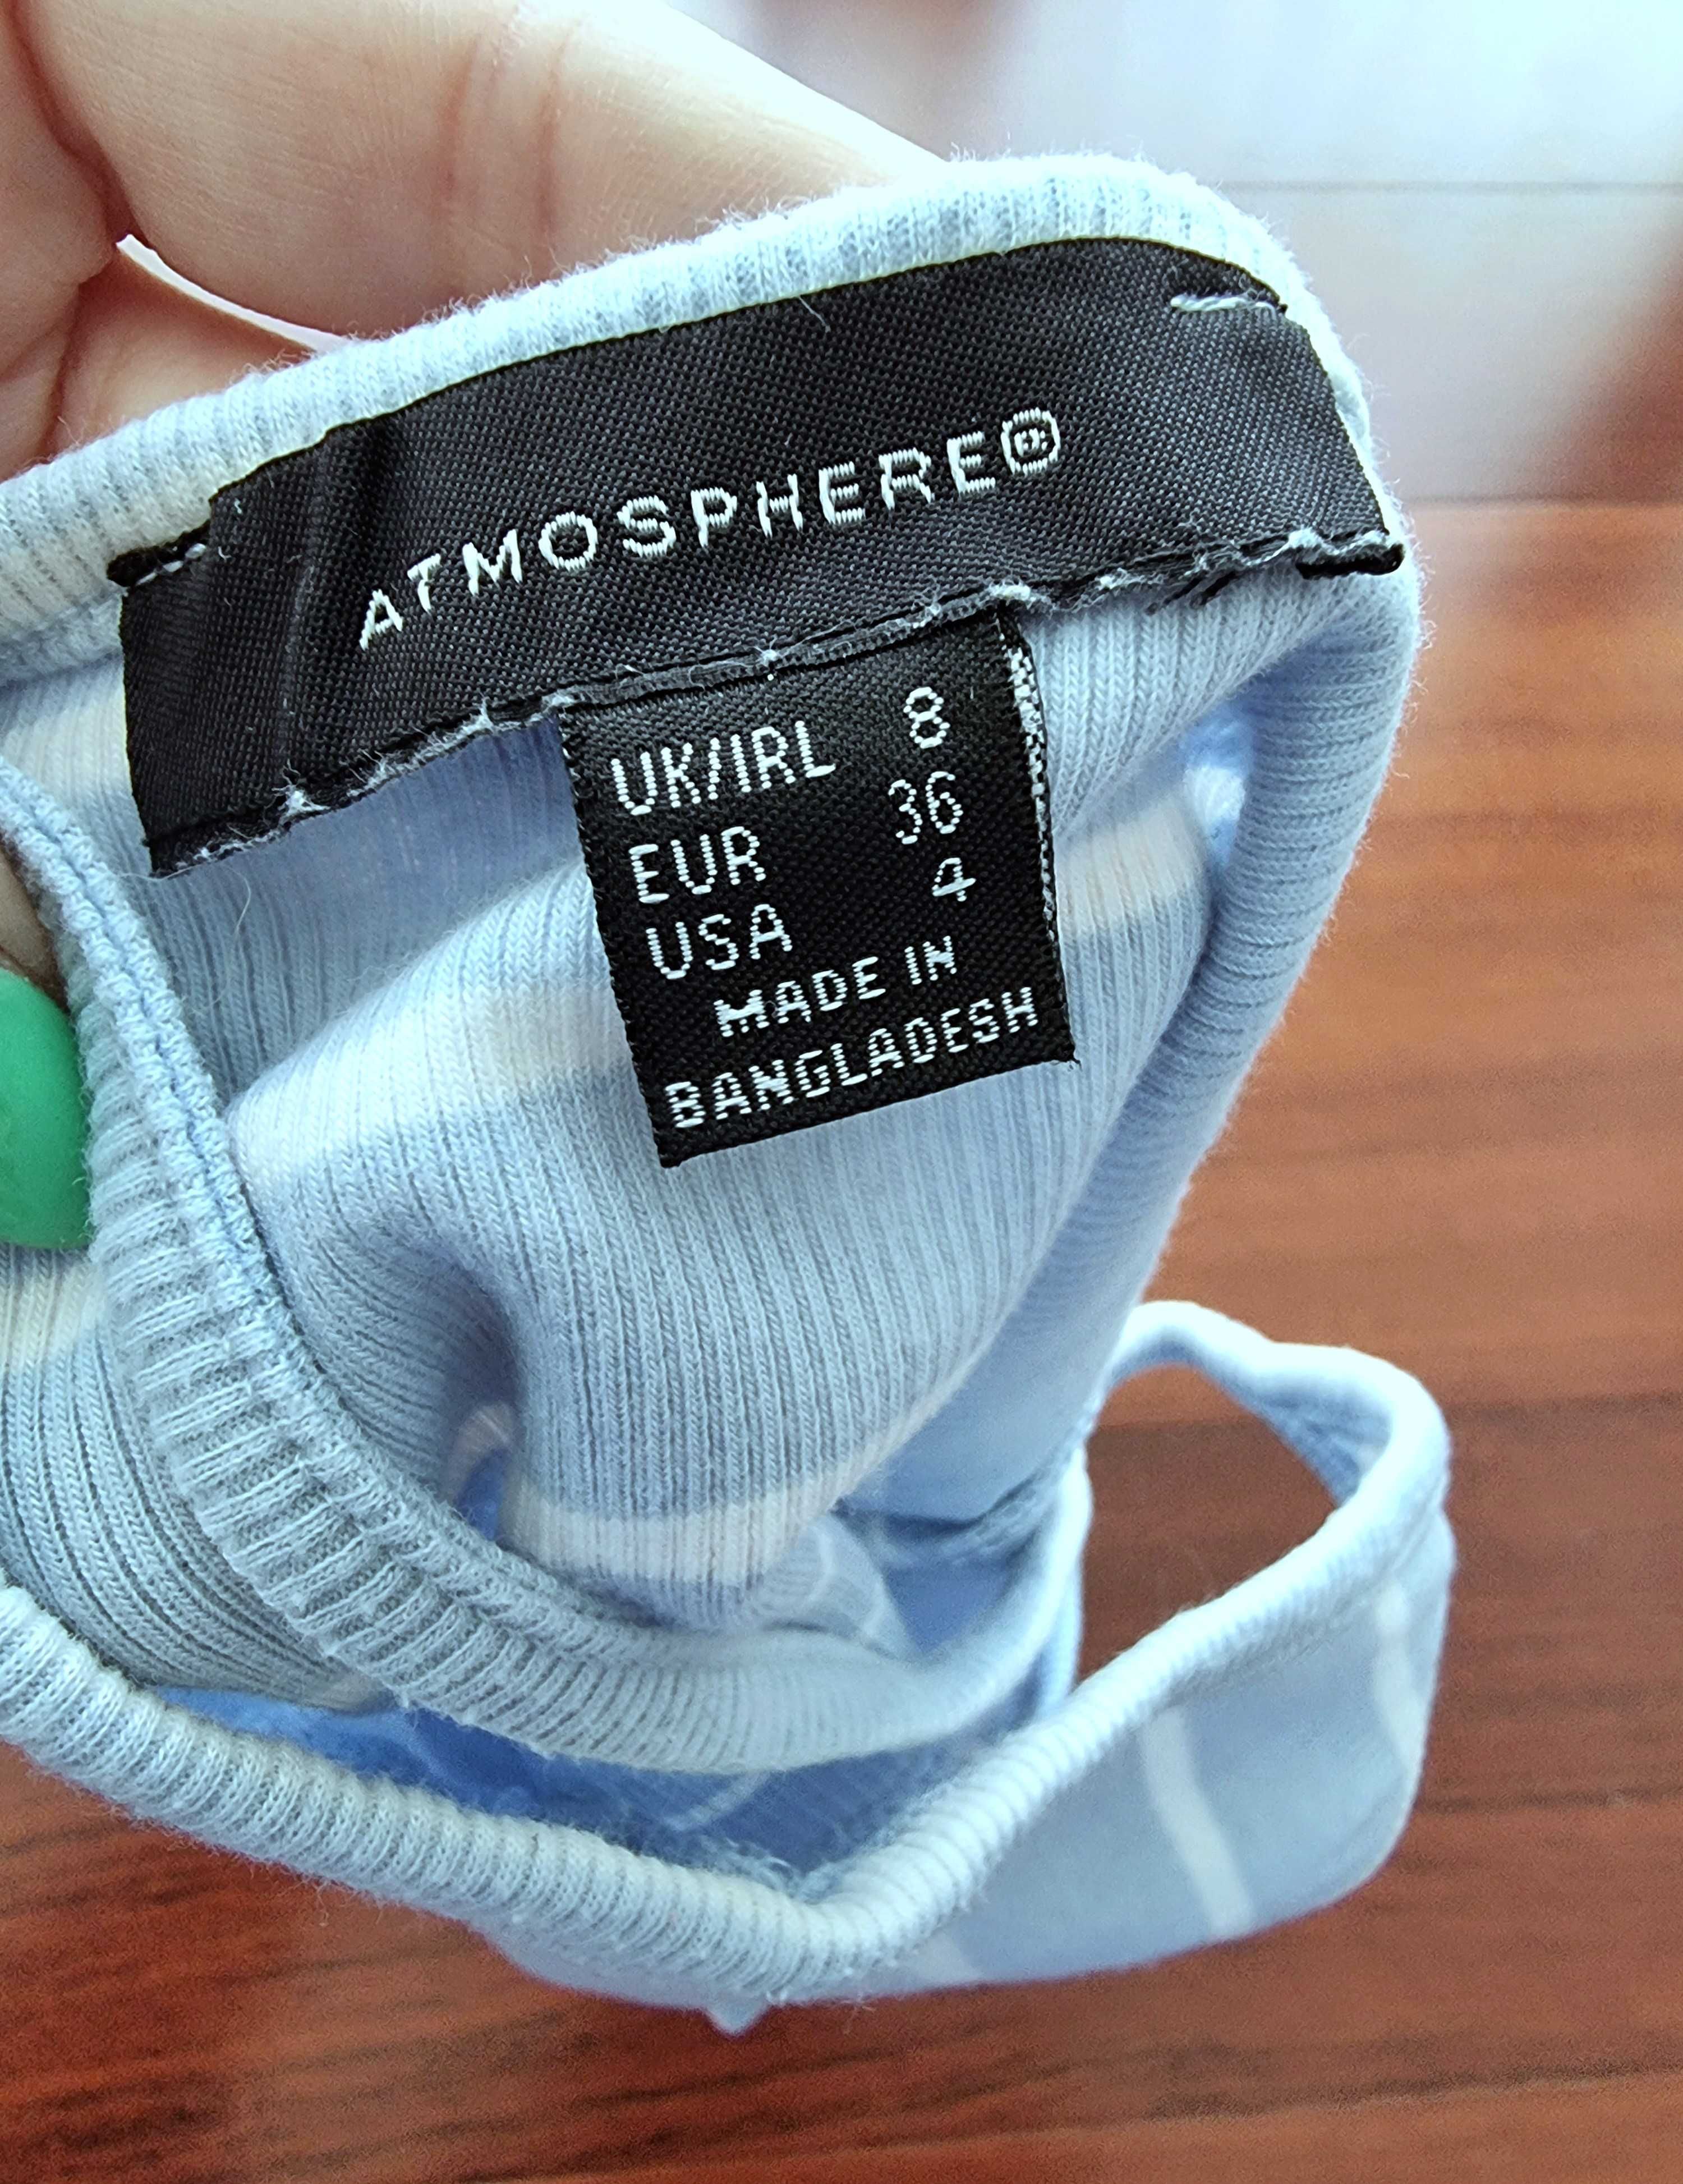 ATMOSPHERE®
UK/IRL 8
EUR 36
USA 4
MADE IN
BANGLADESH